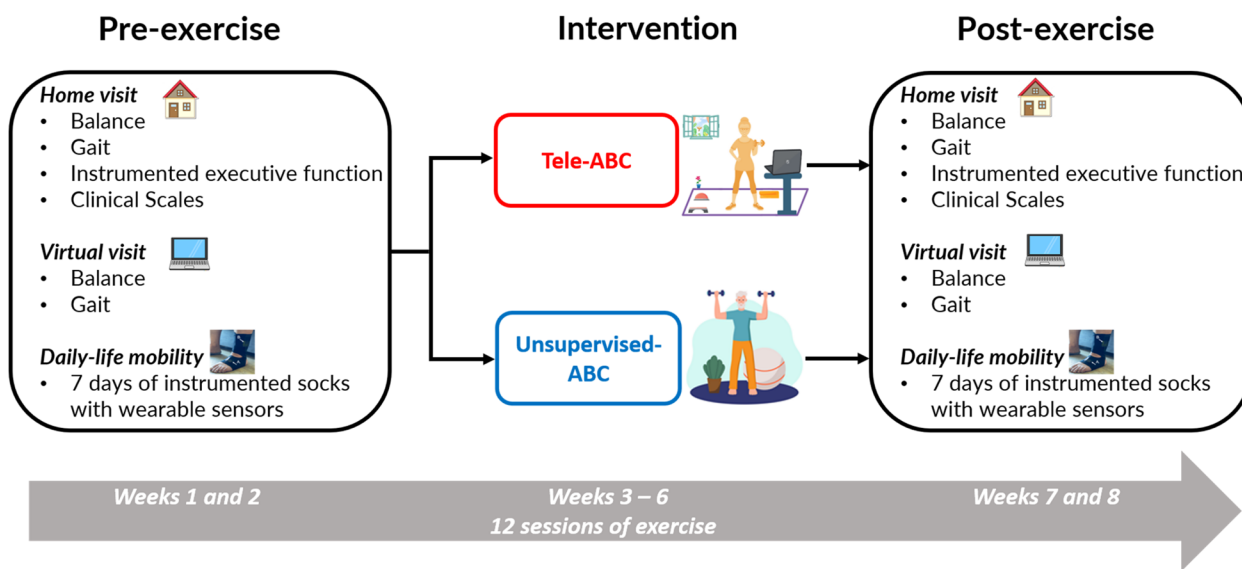 Pre-exercise
Home visit
• Balance
• Gait
• Instrumented executive function
• Clinical Scales
Virtual visit
• Balance
• Gait
Daily-life mobility
• 7 days of instrumented socks
with wearable sensors
Intervention
Tele-ABC
Unsupervised-
ABC
Post-exercise
Home visit
• Balance
• Gait
• Instrumented executive function
• Clinical Scales
Virtual visit
• Balance
• Gait
Daily-life mobility
• 7 days of instrumented socks
with wearable sensors
Weeks 1 and 2
Weeks 3 – 6
12 sessions of exercise
Weeks 7 and 8